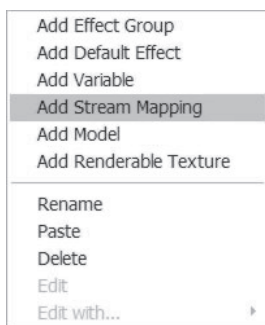 Add Effect Group
Add Default Effect
Add Variable
Add Stream Mapping
Add Model
Add Renderable Texture
Rename
Paste
Delete
Edit
Edit with...